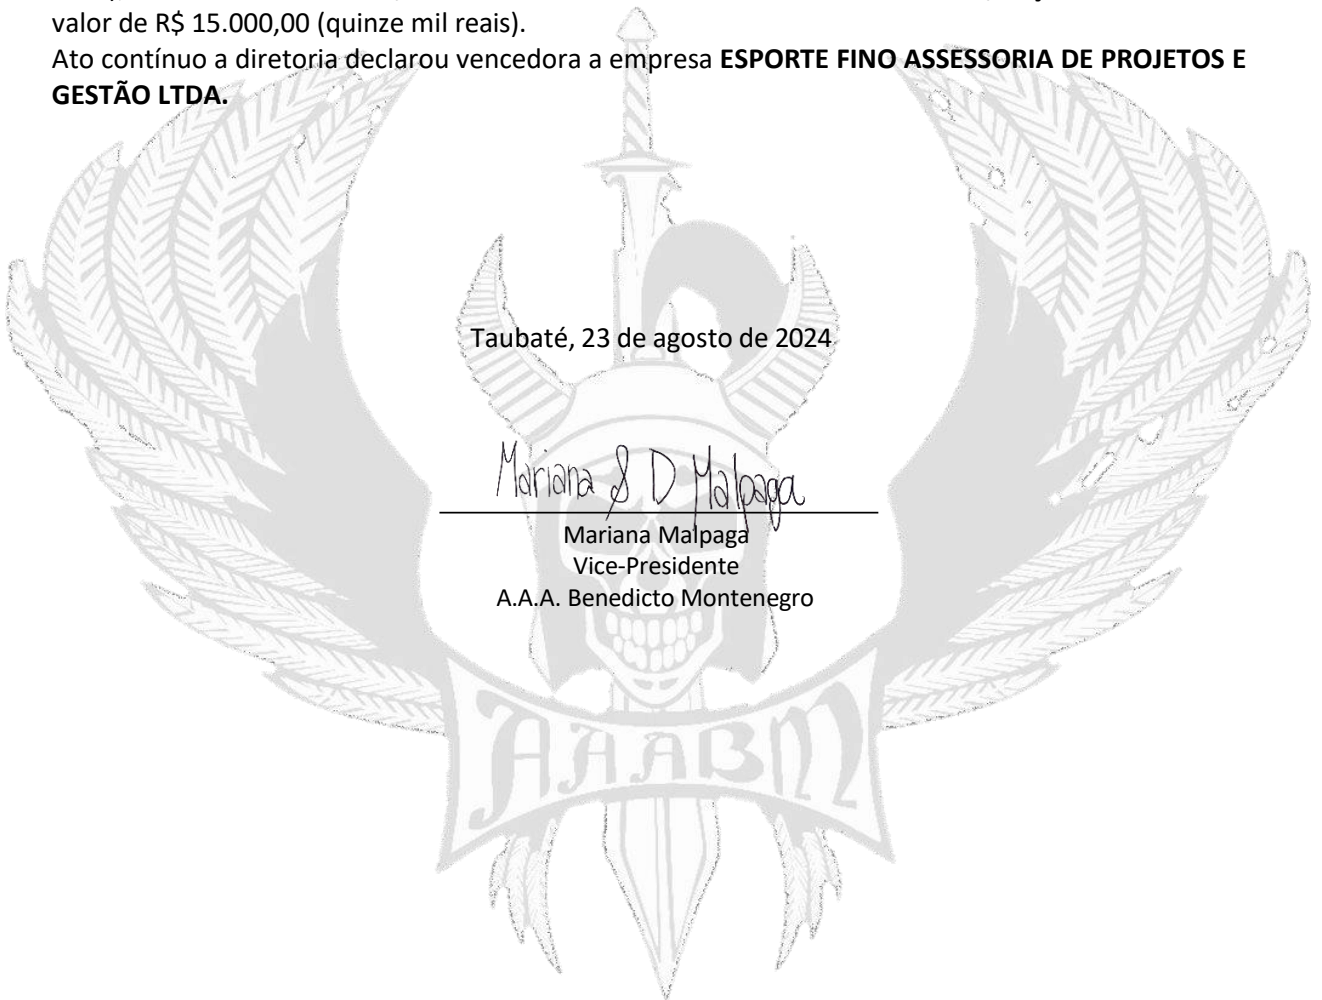 valor de R$ 15.000,00 (quinze mil reais).
Ato contínuo a diretoria declarou vencedora a empresa ESPORTE FINO ASSESSORIA DE PROJETOS E
GESTÃO LTDA.
Taubaté, 23 de agosto de 2024
Mariana S D Malpaga
Mariana Malpaga
Vice-Presidente
A.A.A. Benedicto Montenegro
AAABM